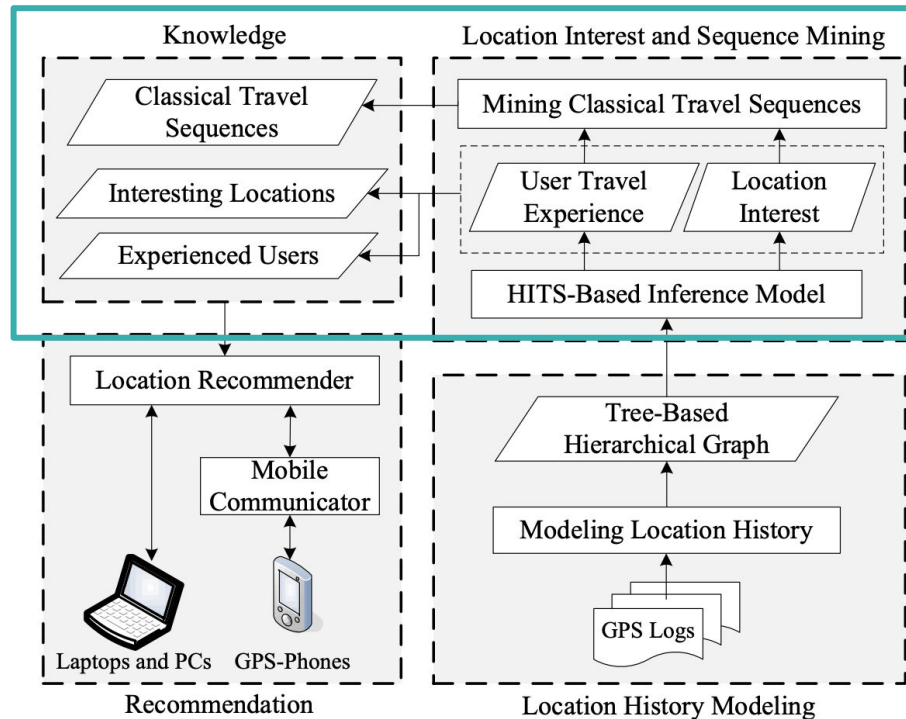 Knowledge
Classical Travel
Sequences
Interesting Locations
Experienced Users
Location Interest and Sequence Mining
Mining Classical Travel Sequences
User Travel
Experience
Location
Interest
HITS-Based Inference Model
Location Recommender
Mobile
Communicator
Laptops and PCs
GPS-Phones
Recommendation
Tree-Based
Hierarchical Graph
Modeling Location History
GPS Logs
Location History Modeling